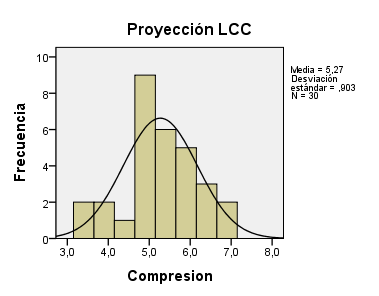 Proyección LCC
Media = 5,27
Desviación
estándar = ,903
N = 30
Frecuencia
10
8
6
4
2
0
3,0 4,0 5,0 6,0 7,0 8,0
Compresion